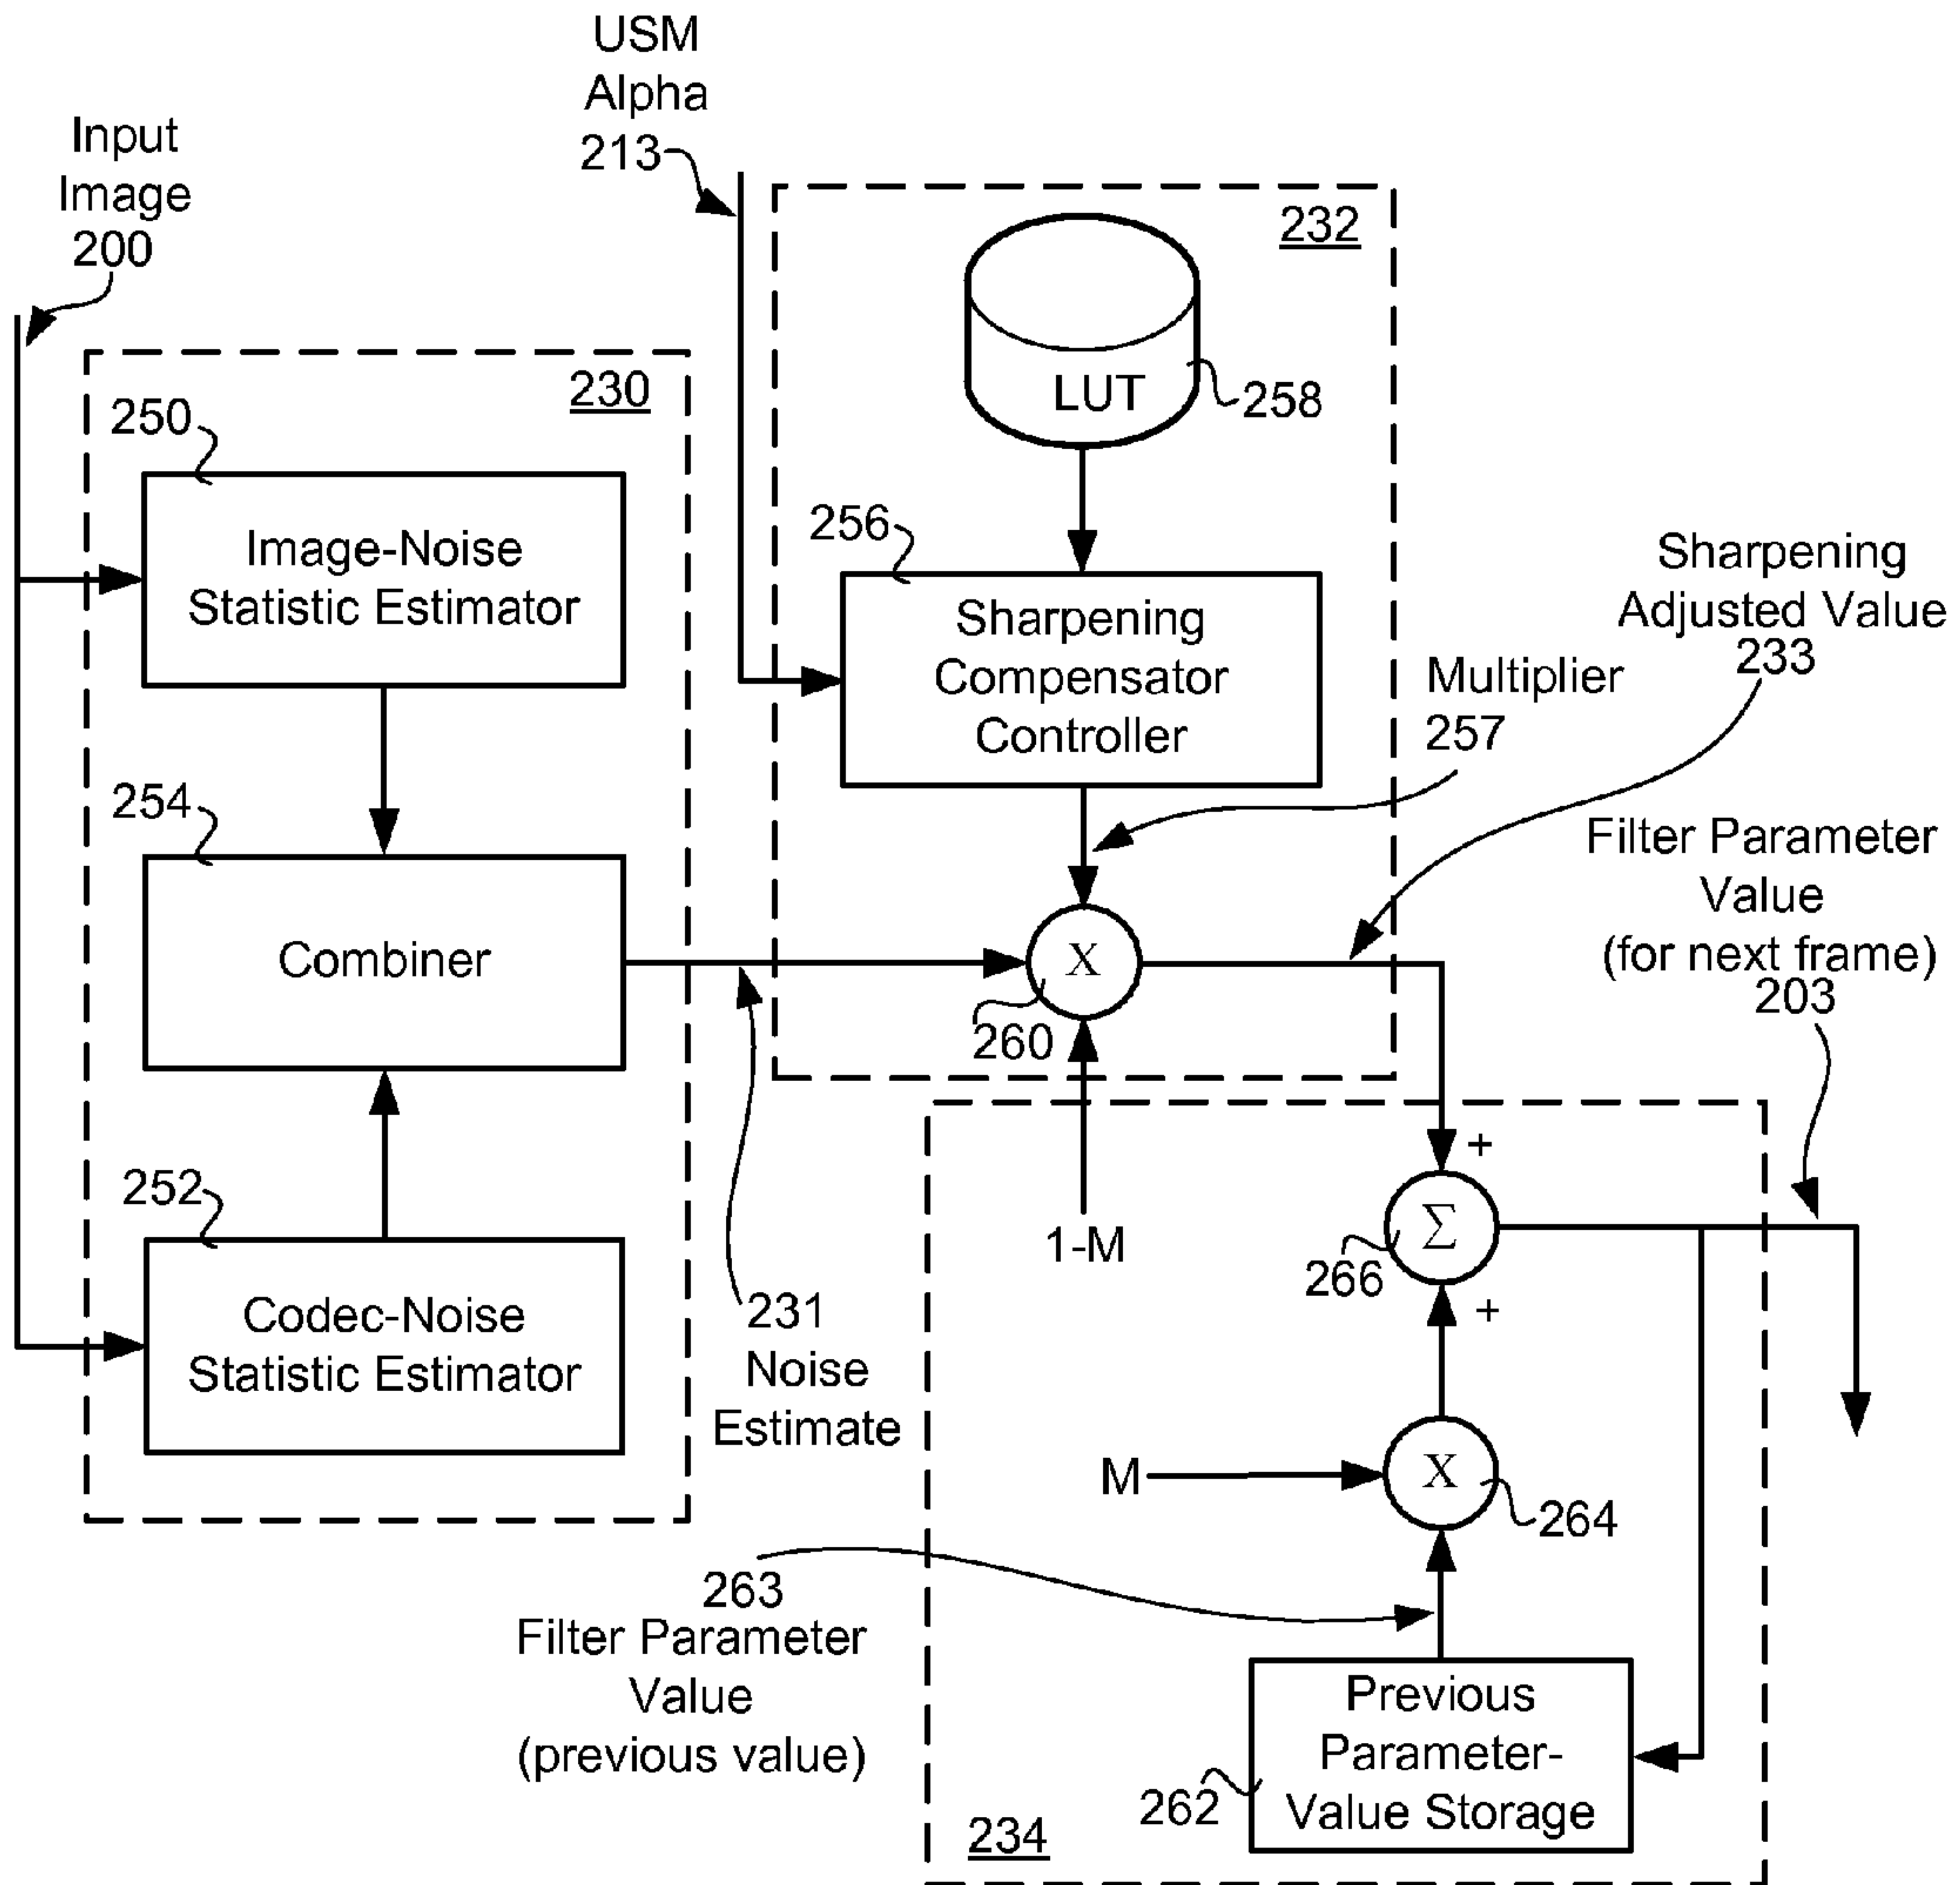 USM
Alpha
213
Input
Image
200
232
LUT
258
230
250
Image-Noise
Statistic Estimator
256
Sharpening
Compensator
Controller
Sharpening
Adjusted Value
233
Multiplier
257
254
Combiner
X
260
Filter Parameter
Value
(for next frame)
203
1-M
+
Σ
266
+
252
Codec-Noise
Statistic Estimator
231
Noise
Estimate
M
X
264
263
Filter Parameter
Value
(previous value)
Previous
Parameter-
Value Storage
262
234